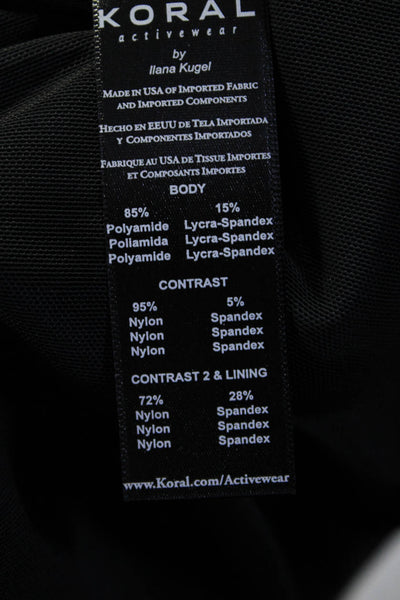 KORAL
activewear
by
Ilana Kugel
MADE IN USA OF IMPORTED FABRIC
AND IMPORTED COMPONENTS
HECHO EN EEUU DE TELA IMPORTADA
Y COMPONENTES IMPORTADOS
FABRIQUE AU USA DE TISSUE IMPORTES
ET COMPOSANTS IMPORTES
BODY
85% 15%
Polyamide Lycra-Spandex
Poliamida Lycra-Spandex
Polyamide Lycra-Spandex
CONTRAST
95% 5%
Nylon Spandex
Nylon Spandex
Nylon Spandex
CONTRAST 2 & LINING
72% 28%
Nylon Spandex
Nylon Spandex
Nylon Spandex
www.Koral.com/Activewear